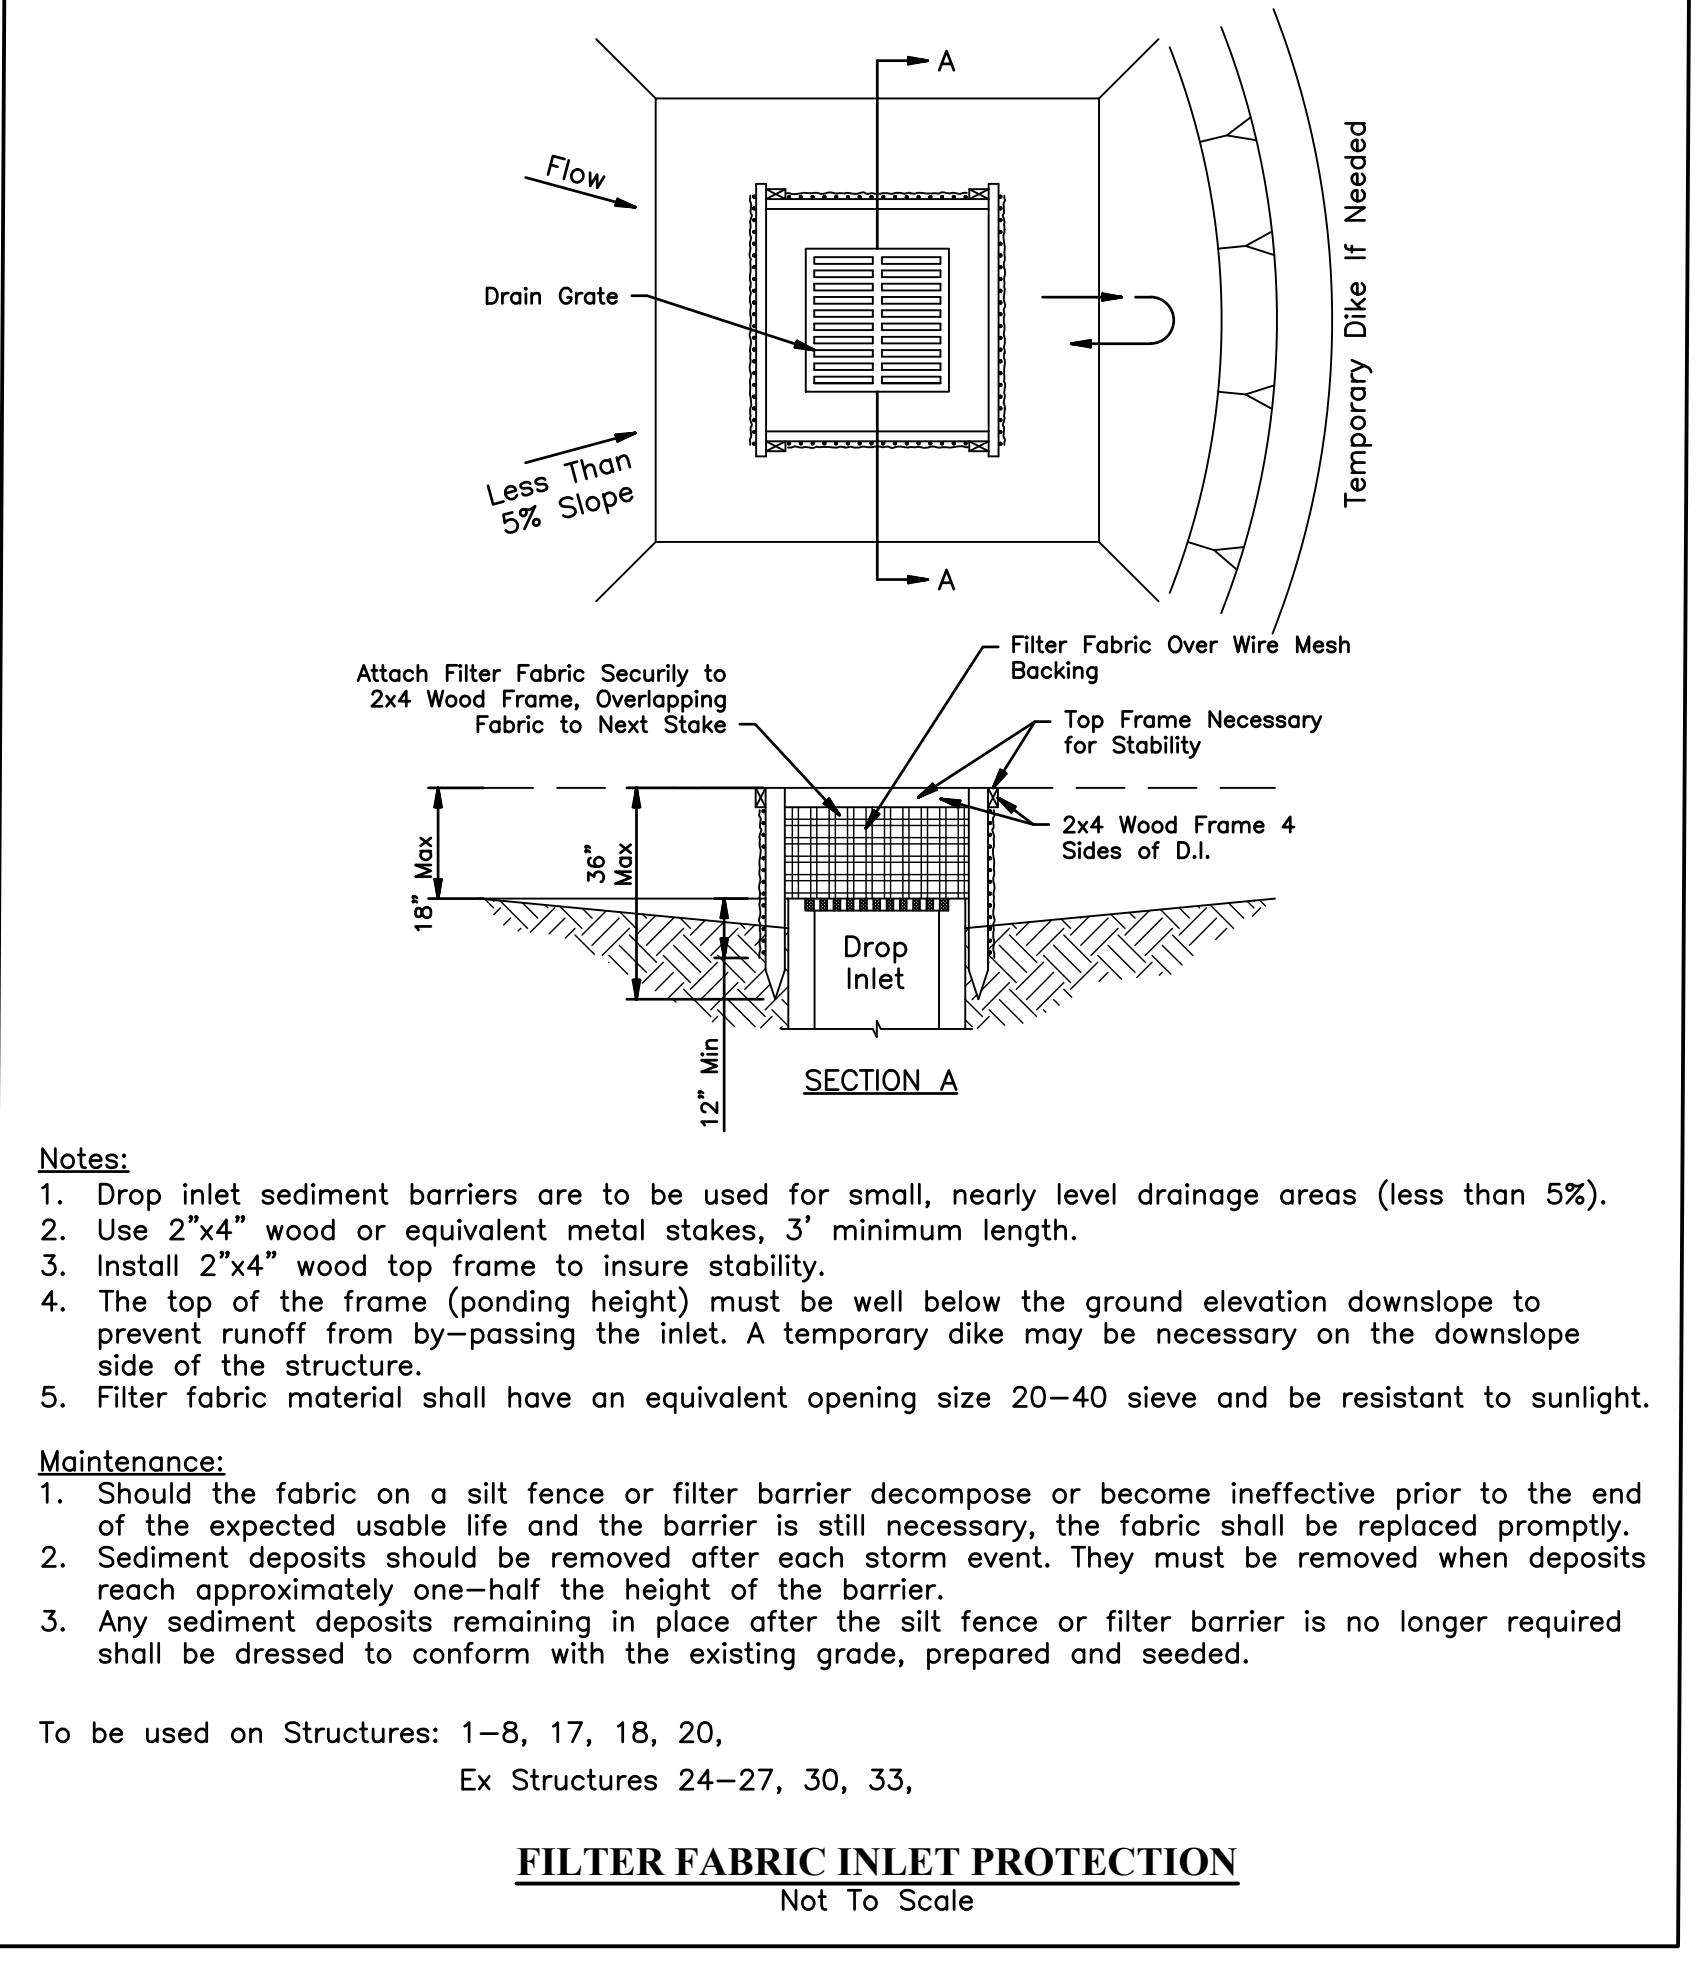 A
Flow
Drain Grate
Less Than
5% Slope
A
Temporary Dike If Needed
Filter Fabric Over Wire Mesh
Backing
Attach Filter Fabric Securily to
2x4 Wood Frame, Overlapping
Fabric to Next Stake
Top Frame Necessary
for Stability
2x4 Wood Frame 4
Sides of D.I.
18" Max
36"
Max
12" Min
Drop
Inlet
SECTION A
Notes:
1. Drop inlet sediment barriers are to be used for small, nearly level drainage areas (less than 5%).
2. Use 2"x4" wood or equivalent metal stakes, 3' minimum length.
3. Install 2"x4" wood top frame to insure stability.
4. The top of the frame (ponding height) must be well below the ground elevation downslope to
prevent runoff from by-passing the inlet. A temporary dike may be necessary on the downslope
side of the structure.
5. Filter fabric material shall have an equivalent opening size 20-40 sieve and be resistant to sunlight.
Maintenance:
1. Should the fabric on a silt fence or filter barrier decompose or become ineffective prior to the end
of the expected usable life and the barrier is still necessary, the fabric shall be replaced promptly.
2. Sediment deposits should be removed after each storm event. They must be removed when deposits
reach approximately one-half the height of the barrier.
3. Any sediment deposits remaining in place after the silt fence or filter barrier is no longer required
shall be dressed to conform with the existing grade, prepared and seeded.
To be used on Structures: 1-8, 17, 18, 20,
Ex Structures 24-27, 30, 33,
FILTER FABRIC INLET PROTECTION
Not To Scale